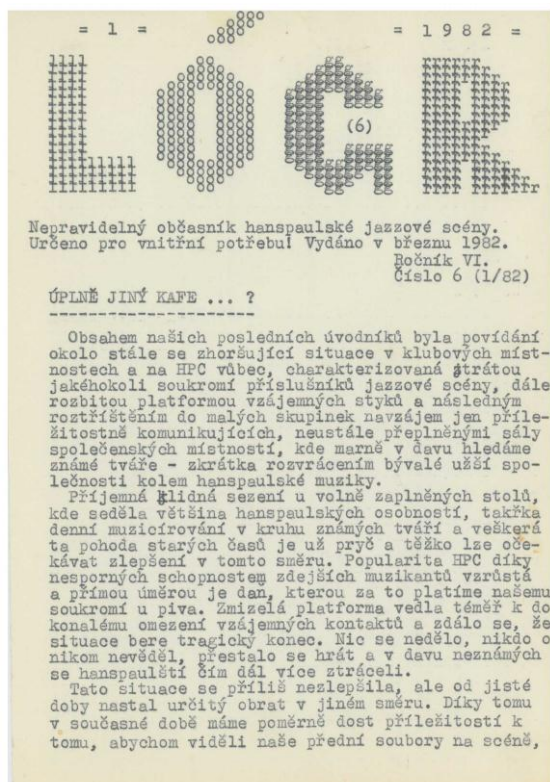 = 1 =
= 1982 =
LÓGR
(6)
Nepravidelný občasník hanspaulské jazzové scény.
Určeno pro vnitřní potřebu! Vydáno v březnu 1982.
Ročník VI.
Číslo 6 (1/82)
ÚPLNĚ JINÝ KAFE ... ?
Obsahem našich posledních úvodníků byla povídání
okolo stále se zhoršující situace v klubových míst-
nostech a na HPC vůbec, charakterizovaná ztrátou
jakéhokoli soukromí příslušníků jazzové scény, dále
rozbitou platformou vzájemných styků a následným
roztříštěním do malých skupinek navzájem jen příle-
žitostně komunikujících, neustále přeplněnými sály
společenských místností, kde marně v davu hledáme
známé tváře - zkrátka rozvrácením bývalé užší spo-
lečnosti kolem hanspaulské muziky.
Příjemná klidná sezení u volně zaplněných stolů,
kde seděla většina hanspaulských osobností, takřka
denní muzicírování v kruhu známých tváří a veškerá
ta pohoda starých časů je už pryč a těžko lze oče-
kávat zlepšení v tomto směru. Popularita HPC díky
nesporných schopnostem zdejších muzikantů vzrůstá
a přímou úměrou je daň, kterou za to platíme našemu
soukromí u piva. Zmizelá platforma vedla téměř k do
konalému omezení vzájemných kontaktů a zdálo se, že
situace bere tragický konec. Nic se nedělo, nikdo o
nikom nevěděl, přestalo se hrát a v davu neznámých
se hanspaulští čím dál více ztráceli.
Tato situace se příliš nezlepšila, ale od jisté
doby nastal určitý obrat v jiném směru. Díky tomu
v současné době máme poměrně dost příležitostí k
tomu, abychom viděli naše přední soubory na scéně,